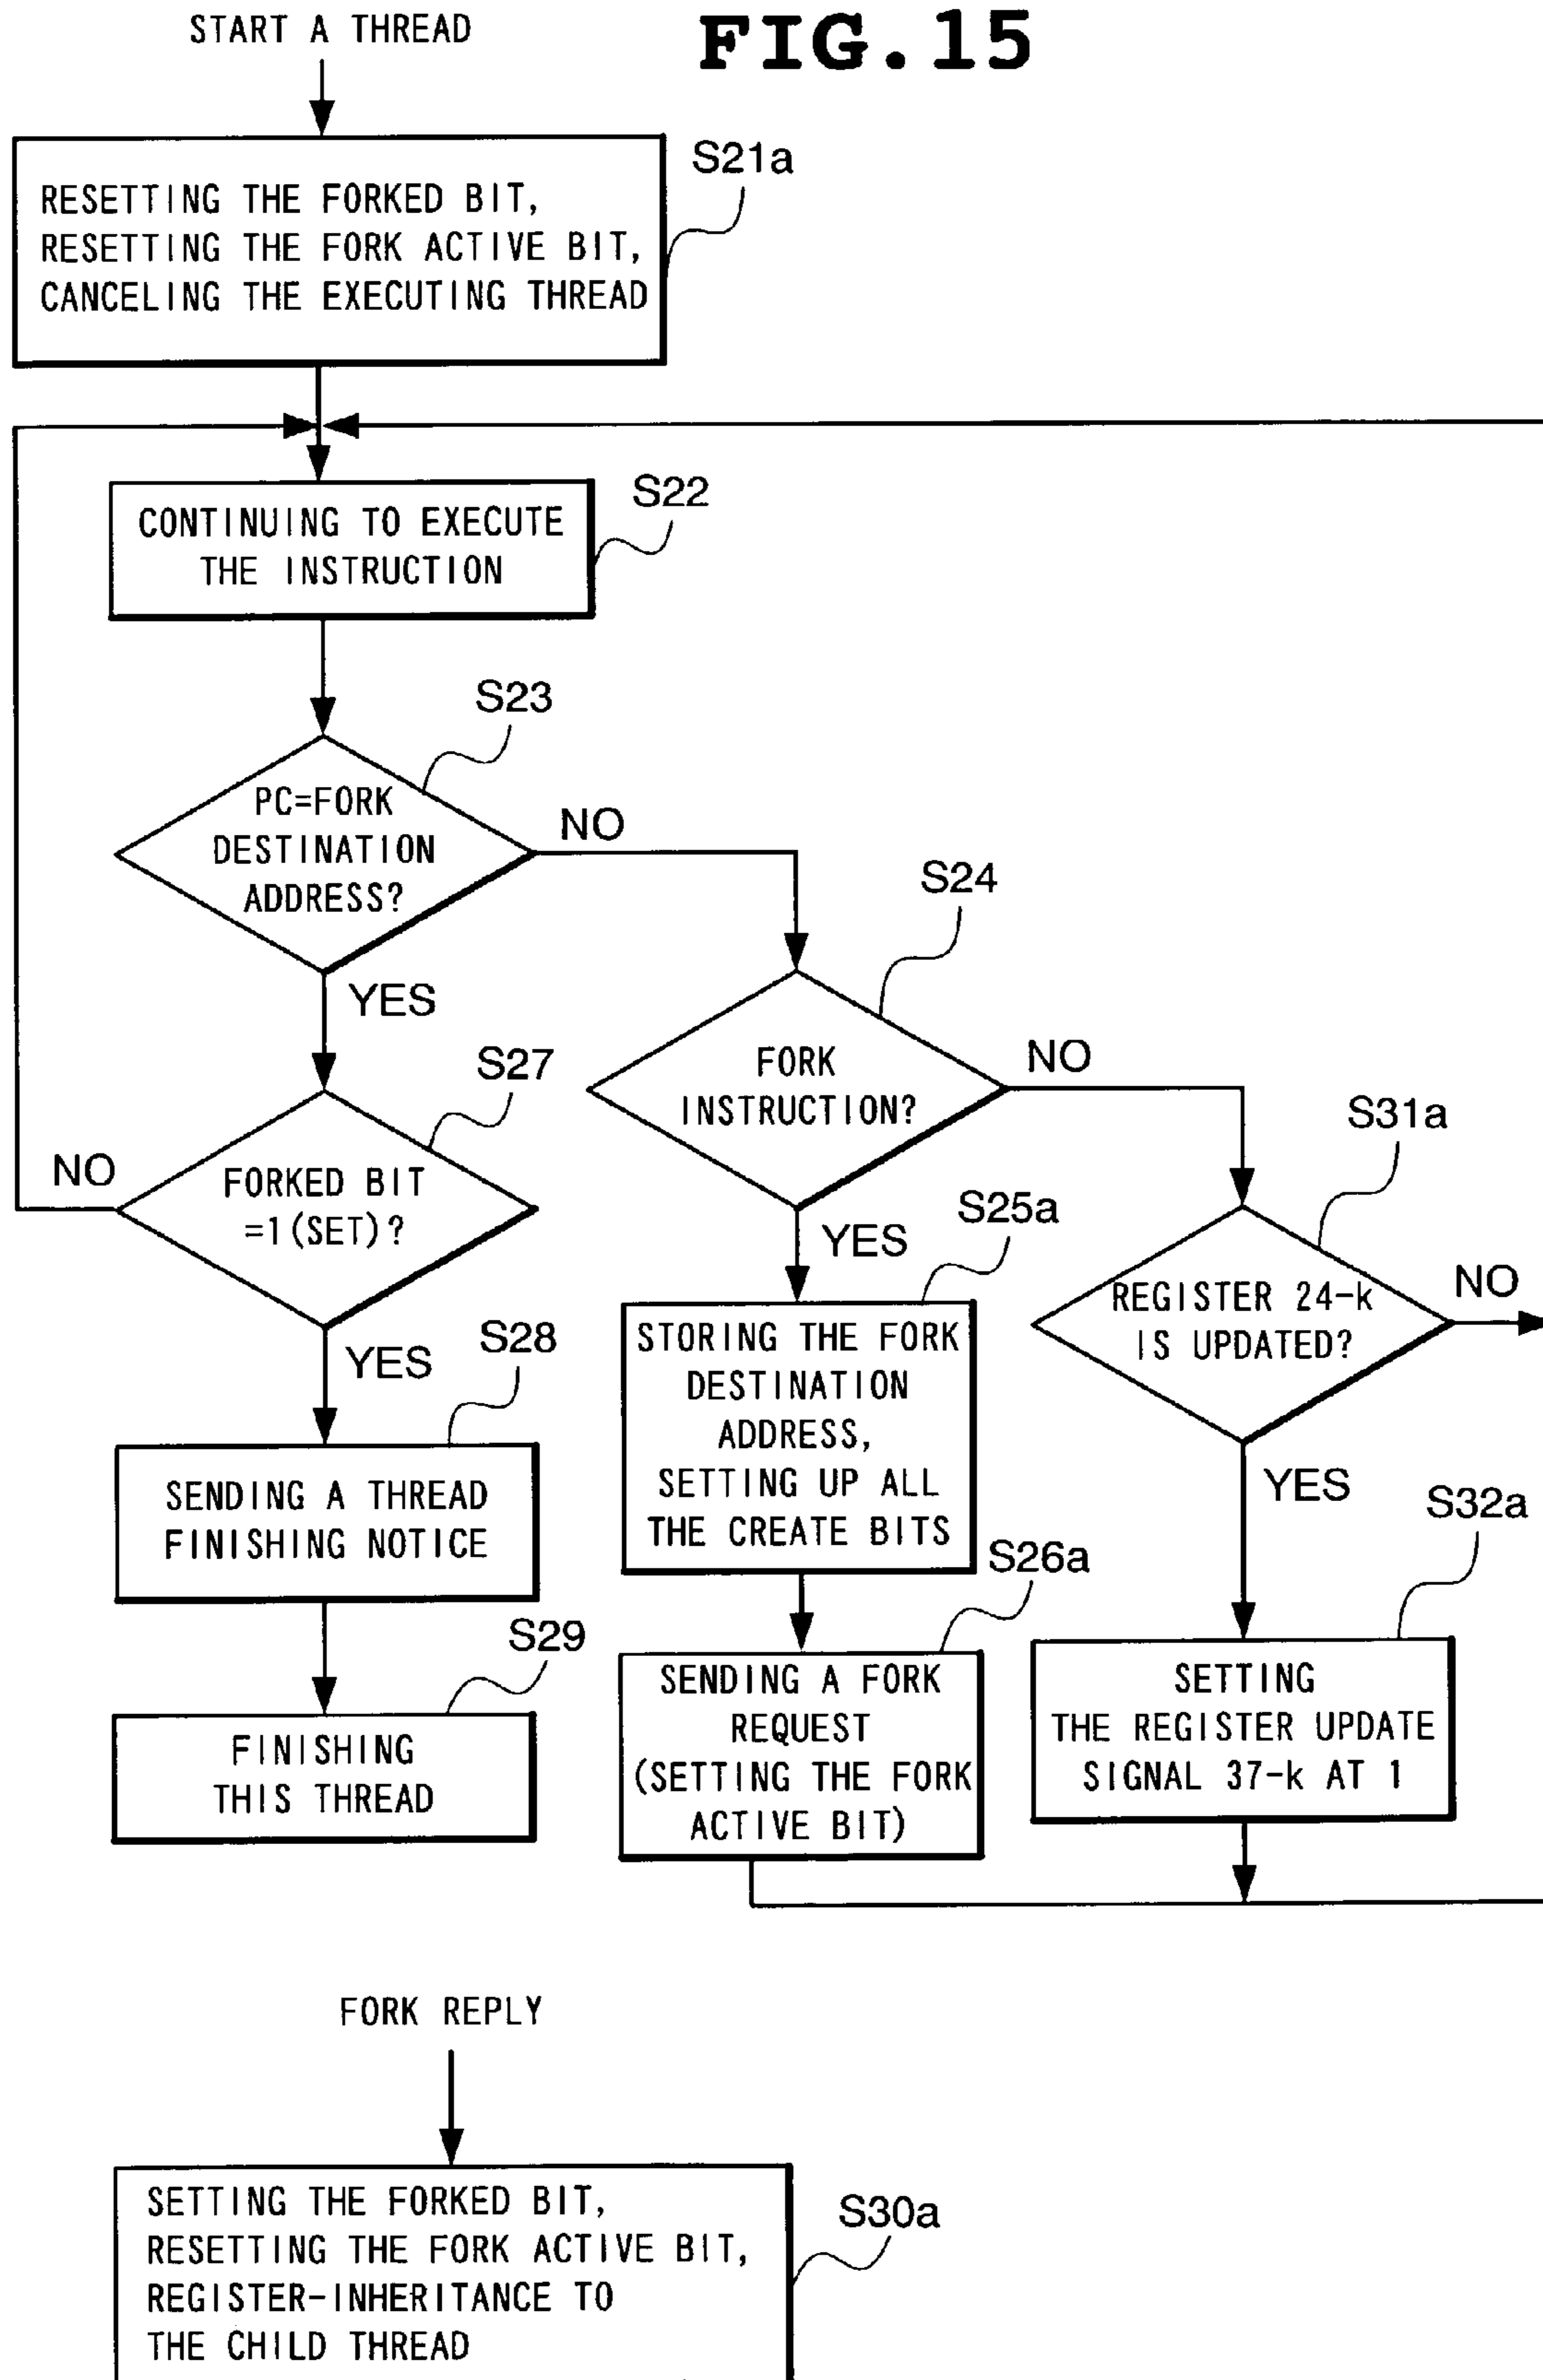 FIG.15
START A THREAD
S21a
RESETTING THE FORKED BIT,
RESETTING THE FORK ACTIVE BIT,
CANCELING THE EXECUTING THREAD
S22
CONTINUING TO EXECUTE
THE INSTRUCTION
S23
PC=FORK
DESTINATION
ADDRESS?
NO
YES
S24
FORK
INSTRUCTION?
NO
YES
S27
FORKED BIT
=1(SET)?
NO
YES
S31a
REGISTER 24-k
IS UPDATED?
NO
YES
S25a
STORING THE FORK
DESTINATION
ADDRESS,
SETTING UP ALL
THE CREATE BITS
S28
SENDING A THREAD
FINISHING NOTICE
S26a
SENDING A FORK
REQUEST
(SETTING THE FORK
ACTIVE BIT)
S32a
SETTING
THE REGISTER UPDATE
SIGNAL 37-k AT 1
S29
FINISHING
THIS THREAD
FORK REPLY
S30a
SETTING THE FORKED BIT,
RESETTING THE FORK ACTIVE BIT,
REGISTER-INHERITANCE TO
THE CHILD THREAD